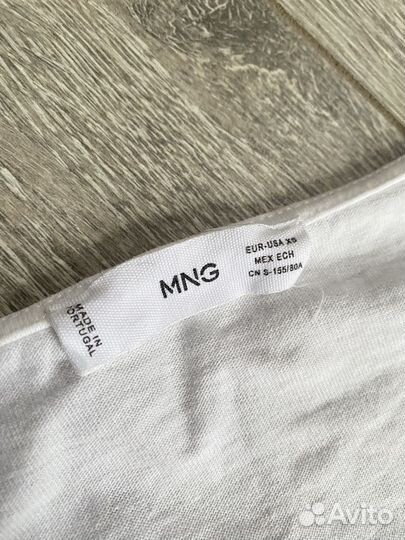 MNG
EUR-USA XS
MEX ECH
CN S-155/80A
MADE IN
PORTUGAL
Avito